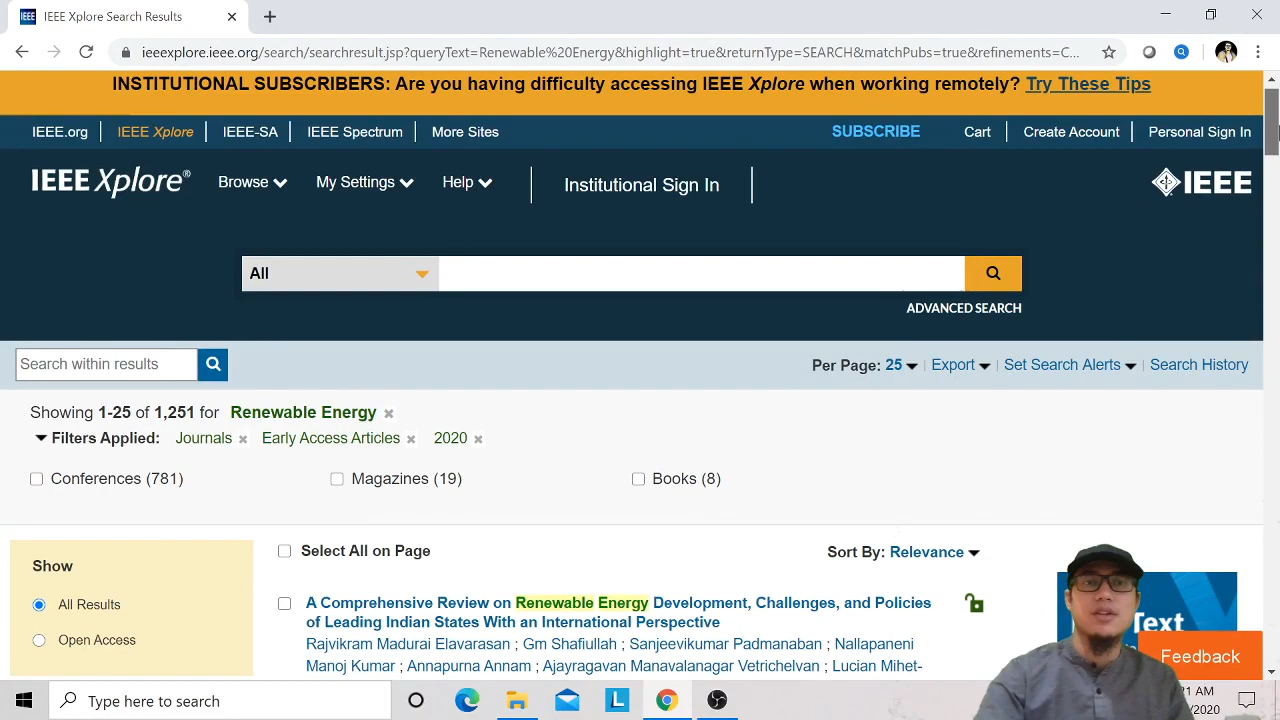 IEEE Xplore Search Results
ieeexplore.ieee.org/search/searchresult.jsp?queryText=Renewable%20Energy&highlight=true&returnType=SEARCH&matchPubs=true&refinements=C...
INSTITUTIONAL SUBSCRIBERS: Are you having difficulty accessing IEEE Xplore when working remotely? Try These Tips
IEEE.org IEEE Xplore IEEE-SA IEEE Spectrum More Sites SUBSCRIBE Cart Create Account Personal Sign In
IEEE Xplore® Browse My Settings Help Institutional Sign In IEEE
All
ADVANCED SEARCH
Search within results Per Page: 25 | Export | Set Search Alerts | Search History
Showing 1-25 of 1,251 for Renewable Energy
Filters Applied: Journals Early Access Articles 2020
Conferences (781) Magazines (19) Books (8)
Show
All Results
Open Access
Select All on Page Sort By: Relevance
A Comprehensive Review on Renewable Energy Development, Challenges, and Policies
of Leading Indian States With an International Perspective
Rajvikram Madurai Elavarasan ; Gm Shafiullah ; Sanjeevikumar Padmanaban ; Nallapaneni
Manoj Kumar ; Annapurna Annam ; Ajayragavan Manavalanagar Vetrichelvan ; Lucian Mihet-
Text
Feedback
Type here to search
21 AM
/2020